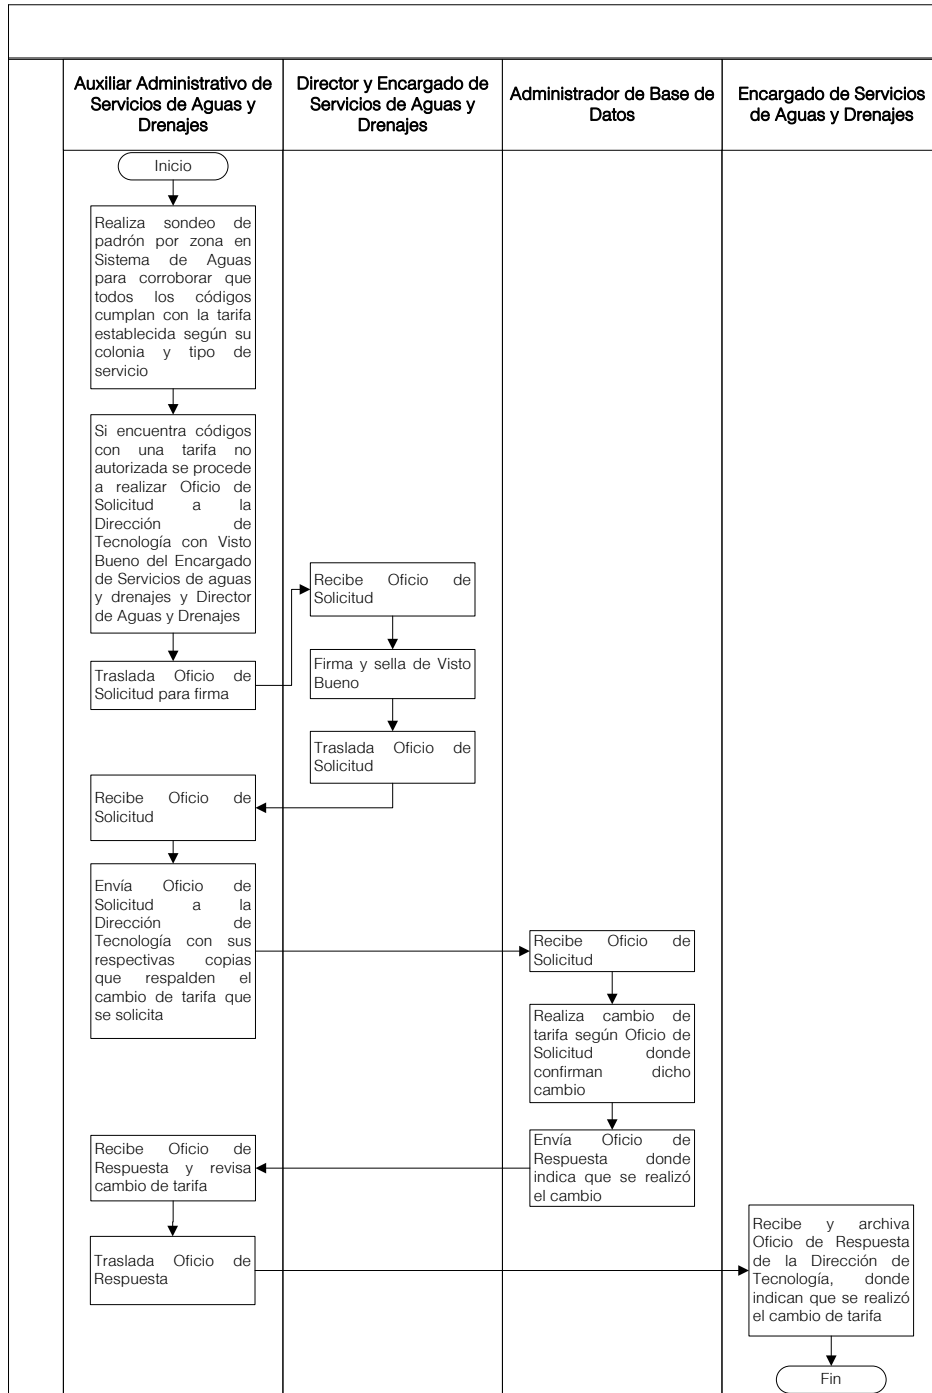 Auxiliar Administrativo de
Servicios de Aguas y
Drenajes
Director y Encargado de
Servicios de Aguas y
Drenajes
Administrador de Base de
Datos
Encargado de Servicios
de Aguas y Drenajes
Inicio
Realiza sondeo de
padrón por zona en
Sistema de Aguas
para corroborar que
todos los códigos
cumplan con la tarifa
establecida según su
colonia y tipo de
servicio
Si encuentra códigos
con una tarifa no
autorizada se procede
a realizar Oficio de
Solicitud a la
Dirección de
Tecnología con Visto
Bueno del Encargado
de Servicios de aguas
y drenajes y Director
de Aguas y Drenajes
Traslada Oficio de
Solicitud para firma
Recibe Oficio de
Solicitud
Firma y sella de Visto
Bueno
Traslada Oficio de
Solicitud
Recibe Oficio de
Solicitud
Envía Oficio de
Solicitud a la
Dirección de
Tecnología con sus
respectivas copias
que respalden el
cambio de tarifa que
se solicita
Recibe Oficio de
Solicitud
Realiza cambio de
tarifa según Oficio de
Solicitud donde
confirman dicho
cambio
Envía Oficio de
Respuesta donde
indica que se realizó
el cambio
Recibe Oficio de
Respuesta y revisa
cambio de tarifa
Traslada Oficio de
Respuesta
Recibe y archiva
Oficio de Respuesta
de la Dirección de
Tecnología, donde
indican que se realizó
el cambio de tarifa
Fin